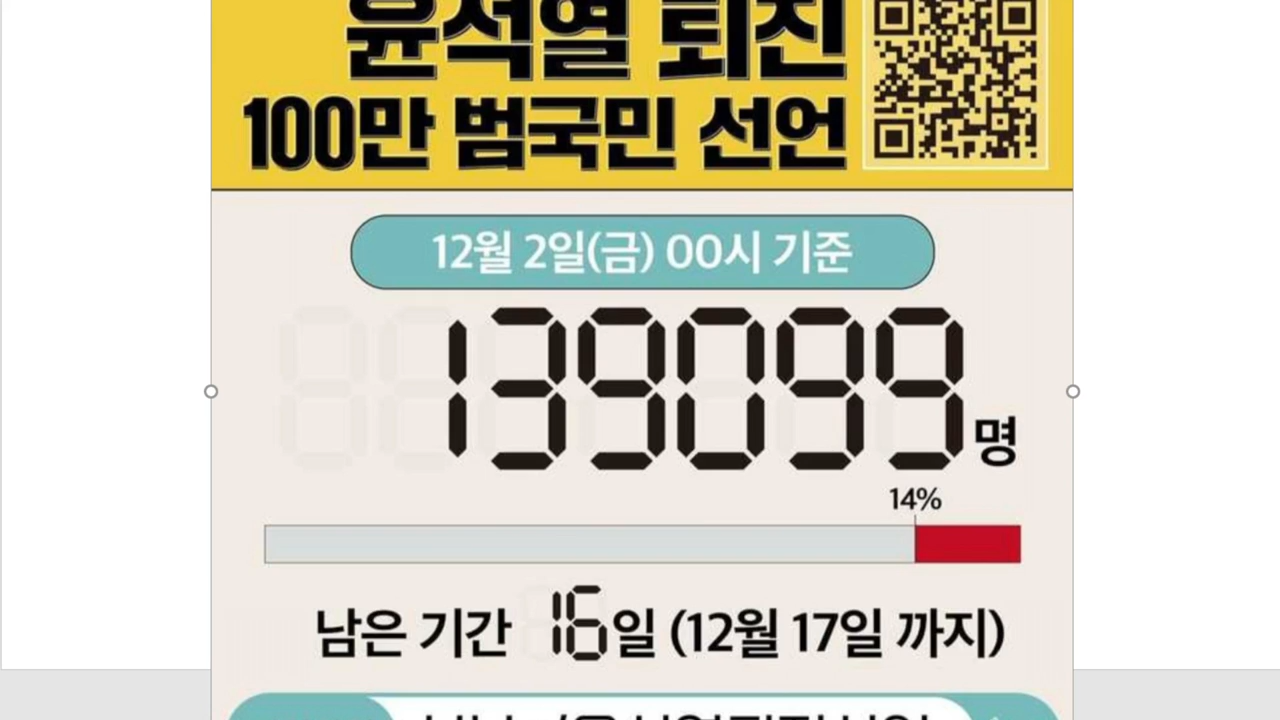 윤석열 퇴진
100만 범국민 선언
12월 2일(금) 00시 기준
139099명
14%
남은 기간 16일 (12월 17일 까지)